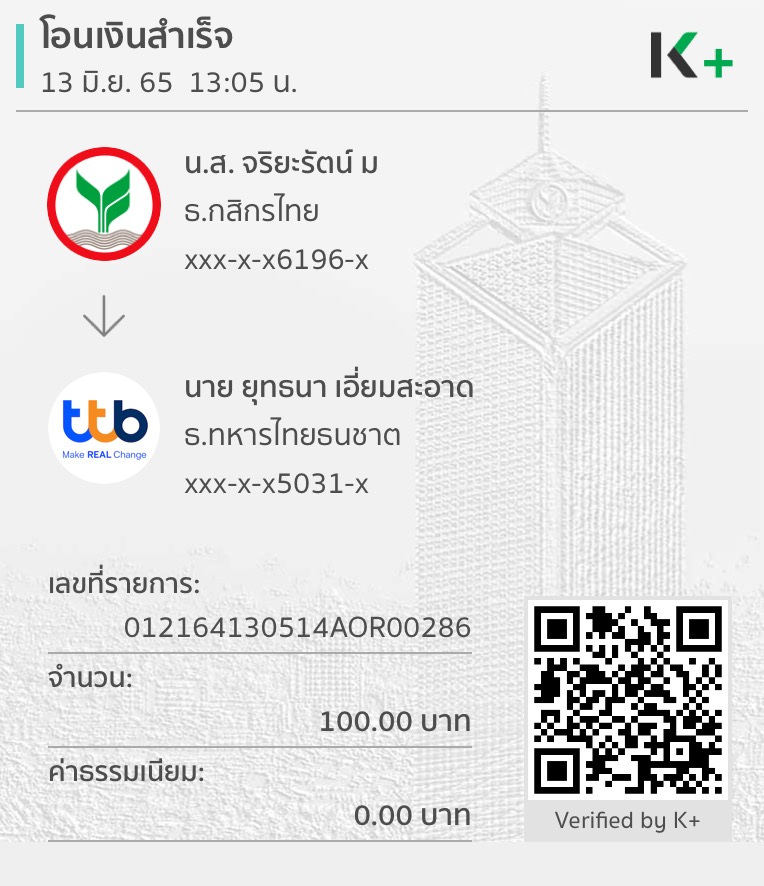 โอนเงินสำเร็จ
13 มิ.ย. 65 13:05 น.
K+
น.ส. จริยะรัตน์ ม
ธ.กสิกรไทย
xxx-x-x6196-x
นาย ยุทธนา เอี่ยมสะอาด
ttb
Make REAL Change
ธ.ทหารไทยธนชาต
xxx-x-x5031-x
เลขที่รายการ:
012164130514AOR00286
จำนวน:
100.00 บาท
ค่าธรรมเนียม:
0.00 บาท
Verified by K+